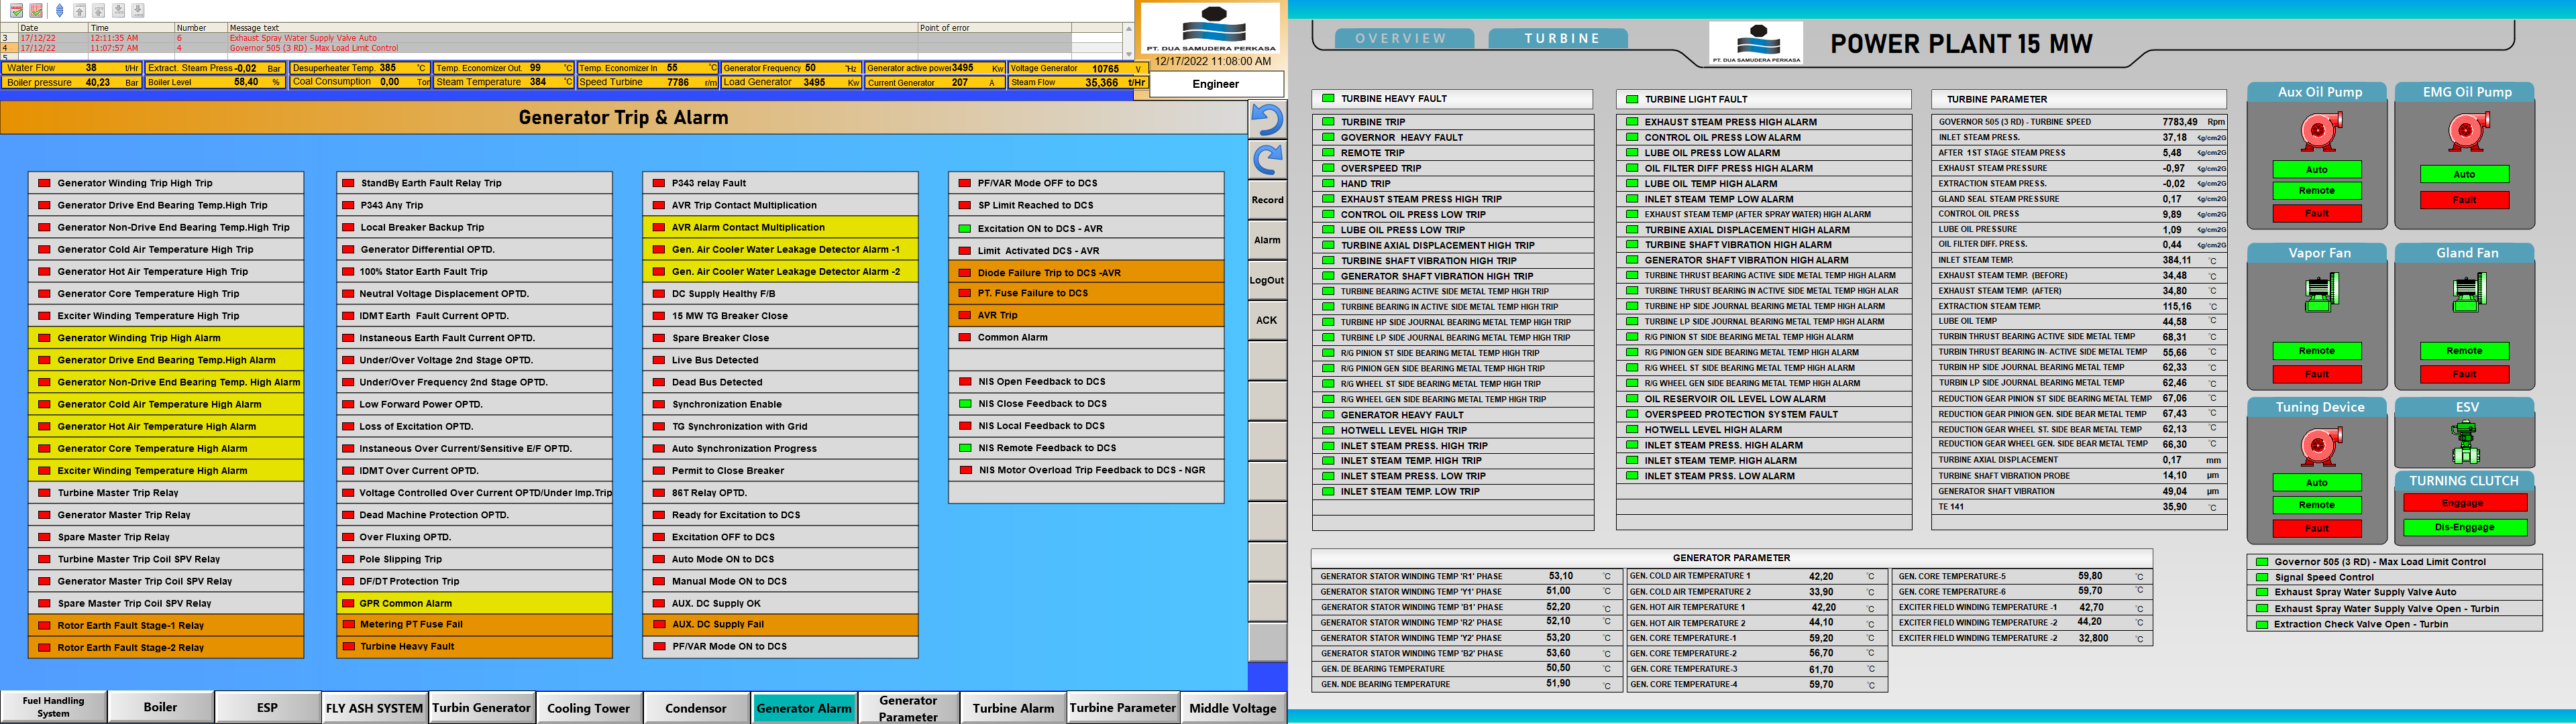 Date Time Number Message text Point of error
3 17/12/22 12:11:35 AM 6 Exhaust Spray Water Supply Valve Auto
4 17/12/22 11:07:57 AM 4 Governor 505 (3 RD) - Max Load Limit Control
5
Water Flow 38 t/Hr Extract. Steam Press -0,02 Bar Desuperheater Temp. 385 °C Temp. Economizer Out. 99 °C Temp. Economizer In 55 °C Generator Frequency 50 Hz Generator active power 3495 Kw Voltage Generator 10765 V
Boiler pressure 40,23 Bar Boiler Level 58,40 % Coal Consumption 0,00 Ton Steam Temperature 384 °C Speed Turbine 7786 r/m Load Generator 3495 Kw Current Generator 207 A Steam Flow 35,366 t/Hr
PT. DUA SAMUDERA PERKASA
12/17/2022 11:08:00 AM
Engineer
Generator Trip & Alarm
Generator Winding Trip High Trip
Generator Drive End Bearing Temp.High Trip
Generator Non-Drive End Bearing Temp.High Trip
Generator Cold Air Temperature High Trip
Generator Hot Air Temperature High Trip
Generator Core Temperature High Trip
Exciter Winding Temperature High Trip
Generator Winding Trip High Alarm
Generator Drive End Bearing Temp.High Alarm
Generator Non-Drive End Bearing Temp. High Alarm
Generator Cold Air Temperature High Alarm
Generator Hot Air Temperature High Alarm
Generator Core Temperature High Alarm
Exciter Winding Temperature High Alarm
Turbine Master Trip Relay
Generator Master Trip Relay
Spare Master Trip Relay
Turbine Master Trip Coil SPV Relay
Generator Master Trip Coil SPV Relay
Spare Master Trip Coil SPV Relay
Rotor Earth Fault Stage-1 Relay
Rotor Earth Fault Stage-2 Relay
StandBy Earth Fault Relay Trip
P343 Any Trip
Local Breaker Backup Trip
Generator Differential OPTD.
100% Stator Earth Fault Trip
Neutral Voltage Displacement OPTD.
IDMT Earth Fault Current OPTD.
Instaneous Earth Fault Current OPTD.
Under/Over Voltage 2nd Stage OPTD.
Under/Over Frequency 2nd Stage OPTD.
Low Forward Power OPTD.
Loss of Excitation OPTD.
Instaneous Over Current/Sensitive E/F OPTD.
IDMT Over Current OPTD.
Voltage Controlled Over Current OPTD/Under Imp.Trip
Dead Machine Protection OPTD.
Over Fluxing OPTD.
Pole Slipping Trip
DF/DT Protection Trip
GPR Common Alarm
Metering PT Fuse Fail
Turbine Heavy Fault
P343 relay Fault
AVR Trip Contact Multiplication
AVR Alarm Contact Multiplication
Gen. Air Cooler Water Leakage Detector Alarm -1
Gen. Air Cooler Water Leakage Detector Alarm -2
DC Supply Healthy F/B
15 MW TG Breaker Close
Spare Breaker Close
Live Bus Detected
Dead Bus Detected
Synchronization Enable
TG Synchronization with Grid
Auto Synchronization Progress
Permit to Close Breaker
86T Relay OPTD.
Ready for Excitation to DCS
Excitation OFF to DCS
Auto Mode ON to DCS
Manual Mode ON to DCS
AUX. DC Supply OK
AUX. DC Supply Fail
PF/VAR Mode ON to DCS
PF/VAR Mode OFF to DCS
SP Limit Reached to DCS
Excitation ON to DCS - AVR
Limit Activated DCS - AVR
Diode Failure Trip to DCS -AVR
PT. Fuse Failure to DCS
AVR Trip
Common Alarm
NIS Open Feedback to DCS
NIS Close Feedback to DCS
NIS Local Feedback to DCS
NIS Remote Feedback to DCS
NIS Motor Overload Trip Feedback to DCS - NGR
Record
Alarm
LogOut
ACK
Fuel Handling System
Boiler
ESP
FLY ASH SYSTEM
Turbin Generator
Cooling Tower
Condensor
Generator Alarm
Generator Parameter
Turbine Alarm
Turbine Parameter
Middle Voltage
OVERVIEW
TURBINE
PT. DUA SAMUDERA PERKASA
POWER PLANT 15 MW
TURBINE HEAVY FAULT
TURBINE TRIP
GOVERNOR HEAVY FAULT
REMOTE TRIP
OVERSPEED TRIP
HAND TRIP
EXHAUST STEAM PRESS HIGH TRIP
CONTROL OIL PRESS LOW TRIP
LUBE OIL PRESS LOW TRIP
TURBINE AXIAL DISPLACEMENT HIGH TRIP
TURBINE SHAFT VIBRATION HIGH TRIP
GENERATOR SHAFT VIBRATION HIGH TRIP
TURBINE BEARING ACTIVE SIDE METAL TEMP HIGH TRIP
TURBINE BEARING IN ACTIVE SIDE METAL TEMP HIGH TRIP
TURBINE HP SIDE JOURNAL BEARING METAL TEMP HIGH TRIP
TURBINE LP SIDE JOURNAL BEARING METAL TEMP HIGH TRIP
R/G PINION ST SIDE BEARING METAL TEMP HIGH TRIP
R/G PINION GEN SIDE BEARING METAL TEMP HIGH TRIP
R/G WHEEL ST SIDE BEARING METAL TEMP HIGH TRIP
R/G WHEEL GEN SIDE BEARING METAL TEMP HIGH TRIP
GENERATOR HEAVY FAULT
HOTWELL LEVEL HIGH TRIP
INLET STEAM PRESS. HIGH TRIP
INLET STEAM TEMP. HIGH TRIP
INLET STEAM PRESS. LOW TRIP
INLET STEAM TEMP. LOW TRIP
TURBINE LIGHT FAULT
EXHAUST STEAM PRESS HIGH ALARM
CONTROL OIL PRESS LOW ALARM
LUBE OIL PRESS LOW ALARM
OIL FILTER DIFF PRESS HIGH ALARM
LUBE OIL TEMP HIGH ALARM
INLET STEAM TEMP LOW ALARM
EXHAUST STEAM TEMP (AFTER SPRAY WATER) HIGH ALARM
TURBINE AXIAL DISPLACEMENT HIGH ALARM
TURBINE SHAFT VIBRATION HIGH ALARM
GENERATOR SHAFT VIBRATION HIGH ALARM
TURBINE THRUST BEARING ACTIVE SIDE METAL TEMP HIGH ALARM
TURBINE THRUST BEARING IN ACTIVE SIDE METAL TEMP HIGH ALAR
TURBINE HP SIDE JOURNAL BEARING METAL TEMP HIGH ALARM
TURBINE LP SIDE JOURNAL BEARING METAL TEMP HIGH ALARM
R/G PINION ST SIDE BEARING METAL TEMP HIGH ALARM
R/G PINION GEN SIDE BEARING METAL TEMP HIGH ALARM
R/G WHEEL ST SIDE BEARING METAL TEMP HIGH ALARM
R/G WHEEL GEN SIDE BEARING METAL TEMP HIGH ALARM
OIL RESERVOIR OIL LEVEL LOW ALARM
OVERSPEED PROTECTION SYSTEM FAULT
HOTWELL LEVEL HIGH ALARM
INLET STEAM PRESS. HIGH ALARM
INLET STEAM TEMP. HIGH ALARM
INLET STEAM PRSS. LOW ALARM
TURBINE PARAMETER
GOVERNOR 505 (3 RD) - TURBINE SPEED 7783,49 Rpm
INLET STEAM PRESS. 37,18 Kg/cm2G
AFTER 1ST STAGE STEAM PRESS 5,48 Kg/cm2G
EXHAUST STEAM PRESSURE -0,97 Kg/cm2G
EXTRACTION STEAM PRESS. -0,02 Kg/cm2G
GLAND SEAL STEAM PRESSURE 0,17 Kg/cm2G
CONTROL OIL PRESS 9,89 Kg/cm2G
LUBE OIL PRESSURE 1,09 Kg/cm2G
OIL FILTER DIFF. PRESS. 0,44 Kg/cm2G
INLET STEAM TEMP. 384,11 °C
EXHAUST STEAM TEMP. (BEFORE) 34,48 °C
EXHAUST STEAM TEMP. (AFTER) 34,80 °C
EXTRACTION STEAM TEMP. 115,16 °C
LUBE OIL TEMP 44,58 °C
TURBIN THRUST BEARING ACTIVE SIDE METAL TEMP 68,31 °C
TURBIN THRUST BEARING IN- ACTIVE SIDE METAL TEMP 55,66 °C
TURBIN HP SIDE JOURNAL BEARING METAL TEMP 62,33 °C
TURBIN LP SIDE JOURNAL BEARING METAL TEMP 62,46 °C
REDUCTION GEAR PINION ST SIDE BEARING METAL TEMP 67,06 °C
REDUCTION GEAR PINION GEN. SIDE BEAR METAL TEMP 67,43 °C
REDUCTION GEAR WHEEL ST. SIDE BEAR METAL TEMP 62,13 °C
REDUCTION GEAR WHEEL GEN. SIDE BEAR METAL TEMP 66,30 °C
TURBINE AXIAL DISPLACEMENT 0,17 mm
TURBINE SHAFT VIBRATION PROBE 14,10 µm
GENERATOR SHAFT VIBRATION 49,04 µm
TE 141 35,90 °C
GENERATOR PARAMETER
GENERATOR STATOR WINDING TEMP 'R1' PHASE 53,10 °C
GENERATOR STATOR WINDING TEMP 'Y1' PHASE 51,00 °C
GENERATOR STATOR WINDING TEMP 'B1' PHASE 52,20 °C
GENERATOR STATOR WINDING TEMP 'R2' PHASE 52,10 °C
GENERATOR STATOR WINDING TEMP 'Y2' PHASE 53,20 °C
GENERATOR STATOR WINDING TEMP 'B2' PHASE 53,60 °C
GEN. DE BEARING TEMPERATURE 50,50 °C
GEN. NDE BEARING TEMPERATURE 51,90 °C
GEN. COLD AIR TEMPERATURE 1 42,20 °C
GEN. COLD AIR TEMPERATURE 2 33,90 °C
GEN. HOT AIR TEMPERATURE 1 42,20 °C
GEN. HOT AIR TEMPERATURE 2 44,10 °C
GEN. CORE TEMPERATURE-1 59,20 °C
GEN. CORE TEMPERATURE-2 56,70 °C
GEN. CORE TEMPERATURE-3 61,70 °C
GEN. CORE TEMPERATURE-4 59,70 °C
GEN. CORE TEMPERATURE-5 59,80 °C
GEN. CORE TEMPERATURE-6 59,70 °C
EXCITER FIELD WINDING TEMPERATURE -1 42,70 °C
EXCITER FIELD WINDING TEMPERATURE -2 44,20 °C
EXCITER FIELD WINDING TEMPERATURE -2 32,800 °C
Aux Oil Pump
Auto
Remote
Fault
EMG Oil Pump
Auto
Fault
Vapor Fan
Remote
Fault
Gland Fan
Remote
Fault
Tuning Device
Auto
Remote
Fault
ESV
TURNING CLUTCH
Enggage
Dis-Enggage
Governor 505 (3 RD) - Max Load Limit Control
Signal Speed Control
Exhaust Spray Water Supply Valve Auto
Exhaust Spray Water Supply Valve Open - Turbin
Extraction Check Valve Open - Turbin